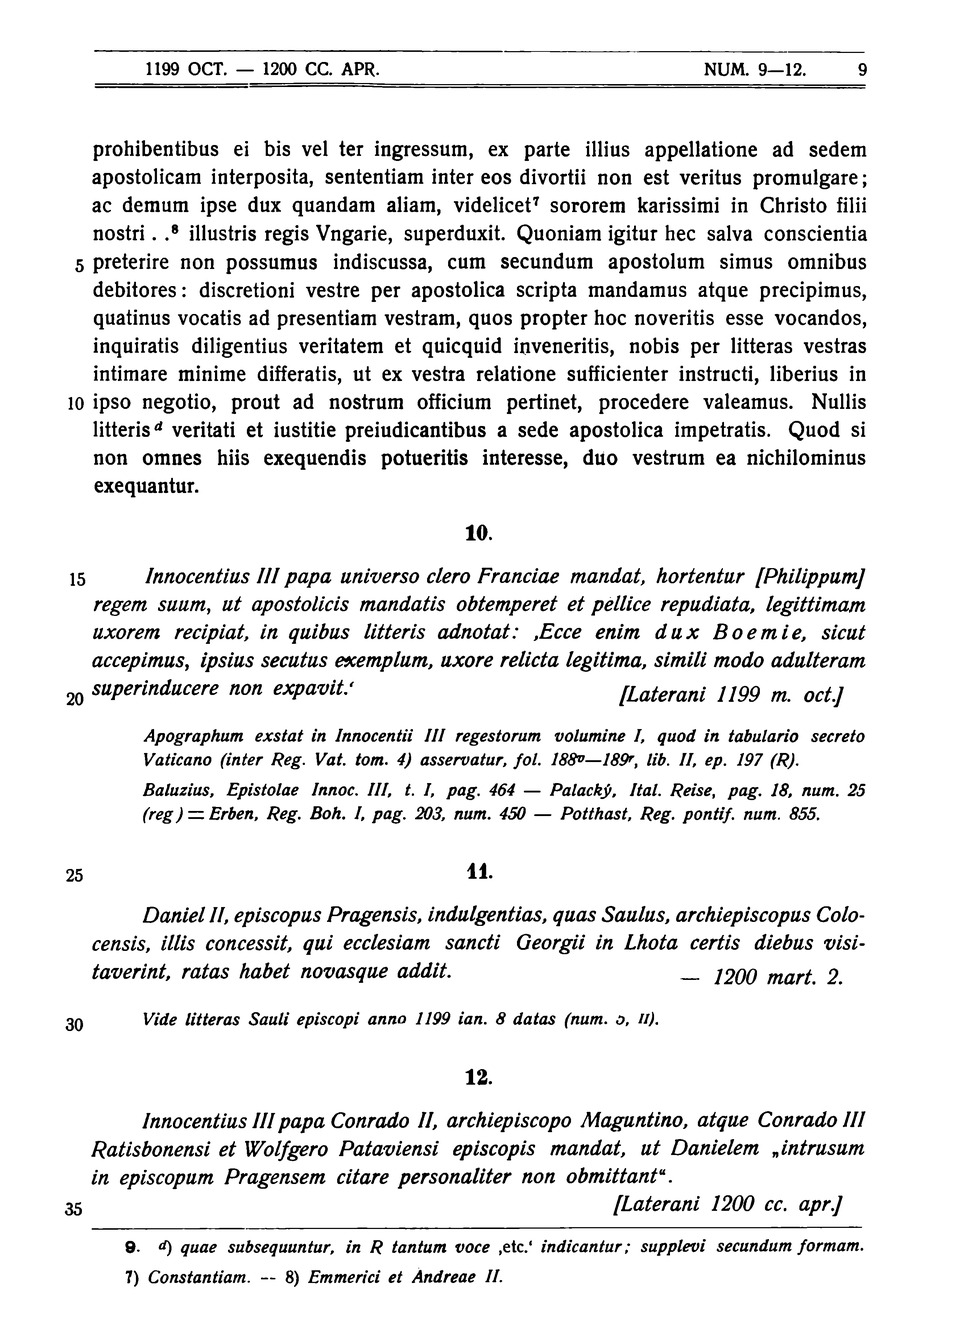 1199 OCT. — 1200 CC. APR. NUM. 9—12. 9
prohibentibus ei bis vel ter ingressum, ex parte illius appellatione ad sedem
apostolicam interposita, sententiam inter eos divortii non est veritus promulgare;
ac demum ipse dux quandam aliam, videlicet⁷ sororem karissimi in Christo filii
nostri . .⁸ illustris regis Vngarie, superduxit. Quoniam igitur hec salva conscientia
5 preterire non possumus indiscussa, cum secundum apostolum simus omnibus
debitores: discretioni vestre per apostolica scripta mandamus atque precipimus,
quatinus vocatis ad presentiam vestram, quos propter hoc noveritis esse vocandos,
inquiratis diligentius veritatem et quicquid inveneritis, nobis per litteras vestras
intimare minime differatis, ut ex vestra relatione sufficienter instructi, liberius in
10 ipso negotio, prout ad nostrum officium pertinet, procedere valeamus. Nullis
litteris ᵈ veritati et iustitie preiudicantibus a sede apostolica impetratis. Quod si
non omnes hiis exequendis potueritis interesse, duo vestrum ea nichilominus
exequantur.
10.
15 Innocentius III papa universo clero Franciae mandat, hortentur [Philippum]
regem suum, ut apostolicis mandatis obtemperet et pellice repudiata, legittimam
uxorem recipiat, in quibus litteris adnotat: ‚Ecce enim dux Boemie, sicut
accepimus, ipsius secutus exemplum, uxore relicta legitima, simili modo adulteram
20 superinducere non expavit.‘ [Laterani 1199 m. oct.]
Apographum exstat in Innocentii III regestorum volumine I, quod in tabulario secreto
Vaticano (inter Reg. Vat. tom. 4) asservatur, fol. 188ᵛ—189ʳ, lib. II, ep. 197 (R).
Baluzius, Epistolae Innoc. III, t. I, pag. 464 — Palacký, Ital. Reise, pag. 18, num. 25
(reg) = Erben, Reg. Boh. I, pag. 203, num. 450 — Potthast, Reg. pontif. num. 855.
25 11.
Daniel II, episcopus Pragensis, indulgentias, quas Saulus, archiepiscopus Colo-
censis, illis concessit, qui ecclesiam sancti Georgii in Lhota certis diebus visi-
taverint, ratas habet novasque addit. — 1200 mart. 2.
30 Vide litteras Sauli episcopi anno 1199 ian. 8 datas (num. , II).
12.
Innocentius III papa Conrado II, archiepiscopo Maguntino, atque Conrado III
Ratisbonensi et Wolfgero Pataviensi episcopis mandat, ut Danielem „intrusum
in episcopum Pragensem citare personaliter non obmittant“.
35 [Laterani 1200 cc. apr.]
9. ᵈ) quae subsequuntur, in R tantum voce ‚etc.‘ indicantur; supplevi secundum formam.
7) Constantiam. -- 8) Emmerici et Andreae II.